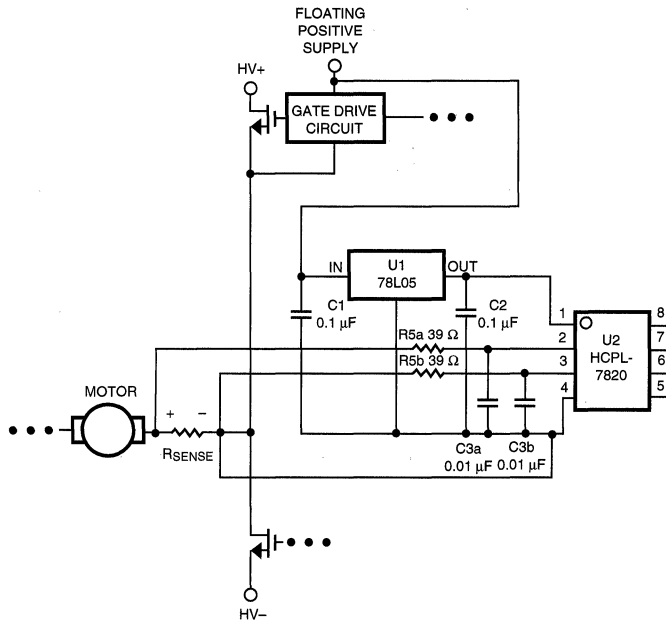 FLOATING
POSITIVE
SUPPLY
HV+
GATE DRIVE
CIRCUIT
IN
U1
78L05
OUT
C1
0.1 µF
C2
0.1 µF
R5a 39 Ω
R5b 39 Ω
1
2
3
4
U2
HCPL-
7820
8
7
6
5
MOTOR
+ −
RSENSE
C3a
0.01 µF
C3b
0.01 µF
HV−